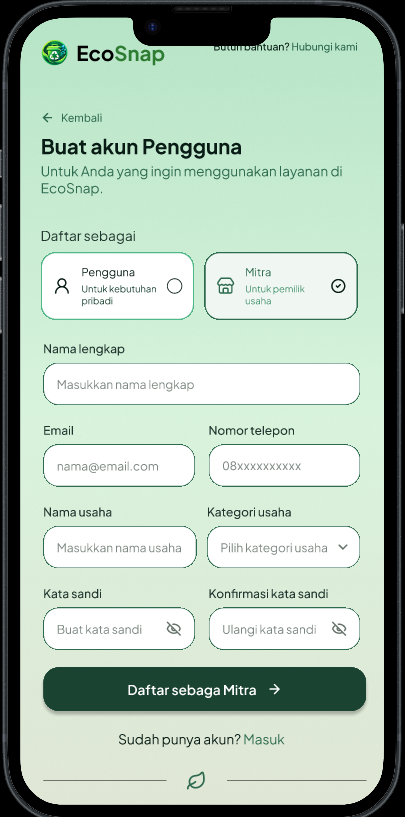 EcoSnap
Butuh bantuan? Hubungi kami
Kembali
Buat akun Pengguna
Untuk Anda yang ingin menggunakan layanan di
EcoSnap.
Daftar sebagai
Pengguna
Untuk kebutuhan
pribadi
Mitra
Untuk pemilik
usaha
Nama lengkap
Masukkan nama lengkap
Email
Nomor telepon
nama@email.com
08xxxxxxxxxx
Nama usaha
Kategori usaha
Masukkan nama usaha
Pilih kategori usaha
Kata sandi
Konfirmasi kata sandi
Buat kata sandi
Ulangi kata sandi
Daftar sebaga Mitra
Sudah punya akun? Masuk